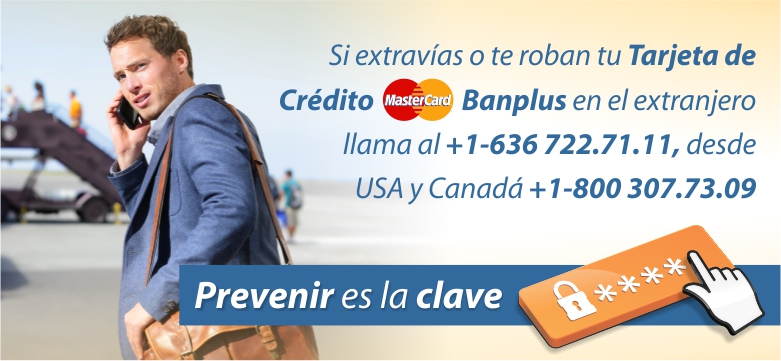 Si extravías o te roban tu Tarjeta de
Crédito MasterCard Banplus en el extranjero
llama al +1-636 722.71.11, desde
USA y Canadá +1-800 307.73.09
Prevenir es la clave
****